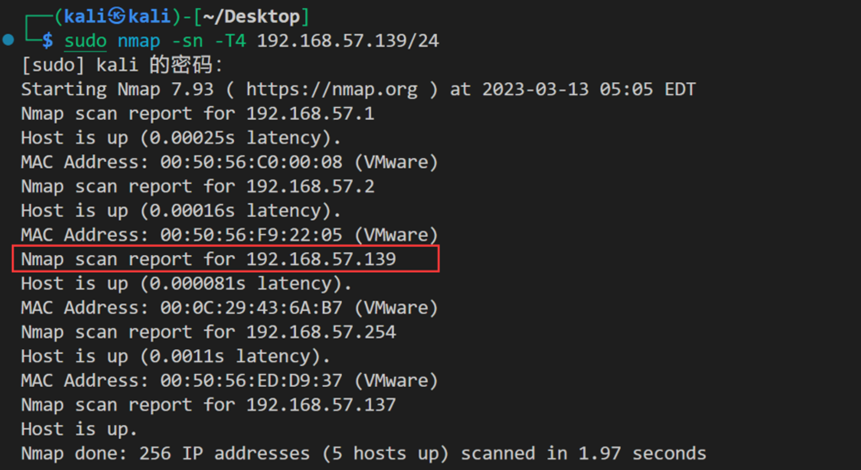 ┌──(kali㉿kali)-[~/Desktop]
└─$ sudo nmap -sn -T4 192.168.57.139/24
[sudo] kali 的密码：
Starting Nmap 7.93 ( https://nmap.org ) at 2023-03-13 05:05 EDT
Nmap scan report for 192.168.57.1
Host is up (0.00025s latency).
MAC Address: 00:50:56:C0:00:08 (VMware)
Nmap scan report for 192.168.57.2
Host is up (0.00016s latency).
MAC Address: 00:50:56:F9:22:05 (VMware)
Nmap scan report for 192.168.57.139
Host is up (0.000081s latency).
MAC Address: 00:0C:29:43:6A:B7 (VMware)
Nmap scan report for 192.168.57.254
Host is up (0.0011s latency).
MAC Address: 00:50:56:ED:D9:37 (VMware)
Nmap scan report for 192.168.57.137
Host is up.
Nmap done: 256 IP addresses (5 hosts up) scanned in 1.97 seconds